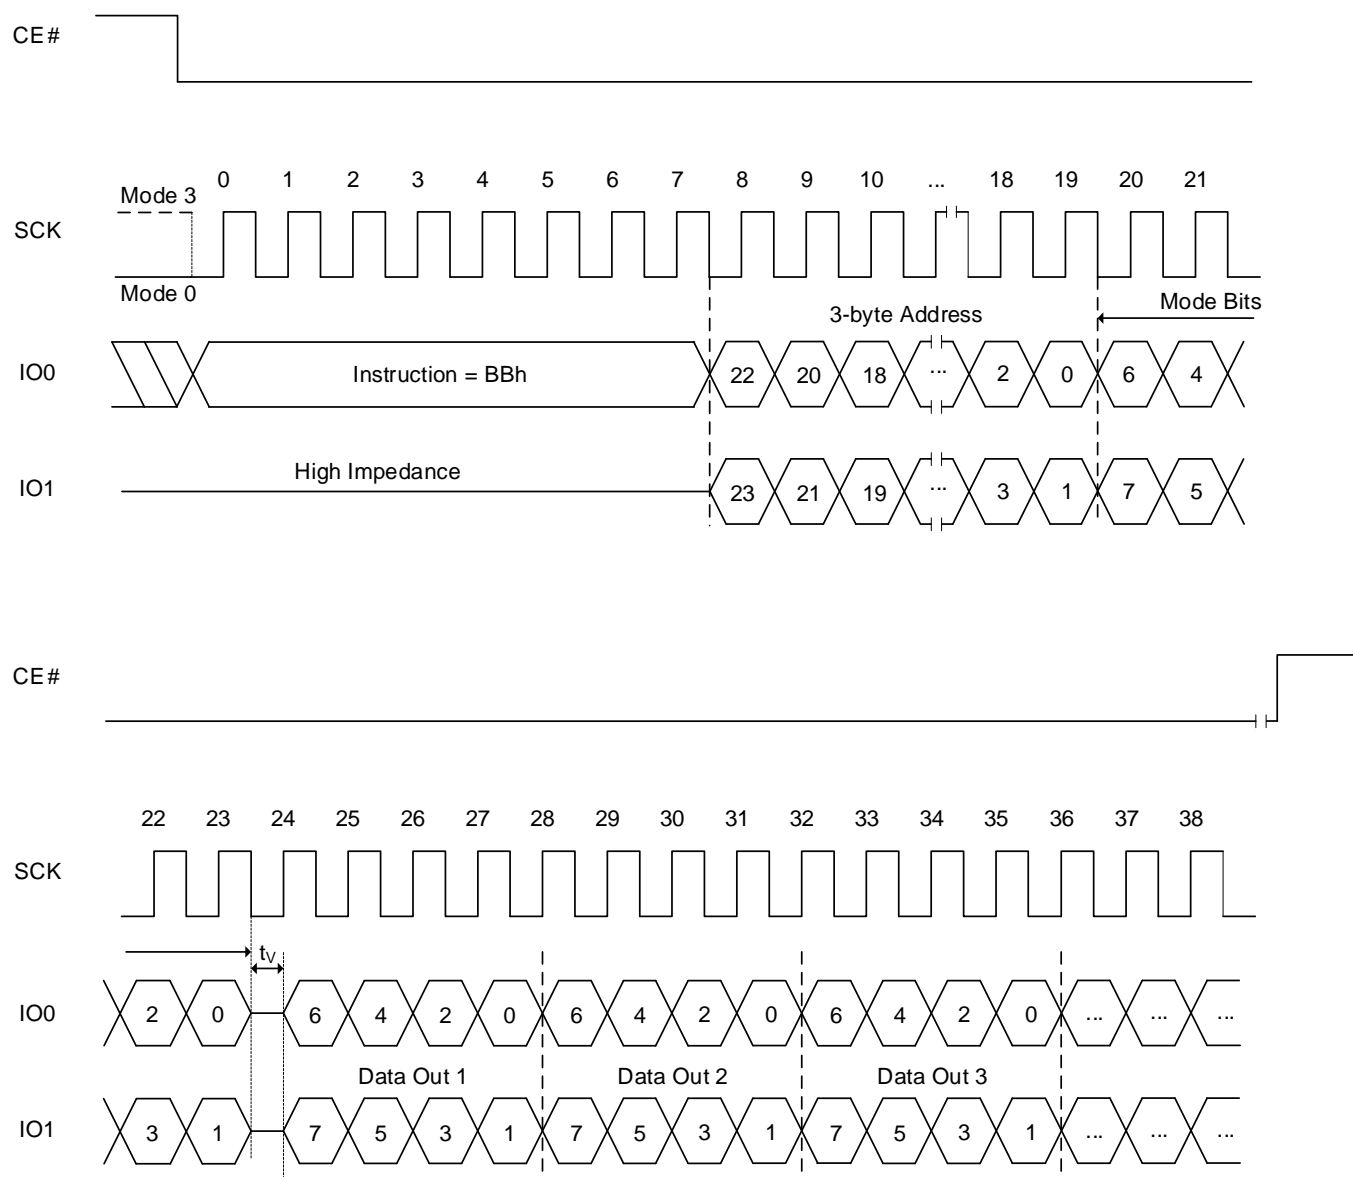 CE#
0 1 2 3 4 5 6 7 8 9 10 ... 18 19 20 21
Mode 3
SCK
Mode 0
3-byte Address
Mode Bits
IO0
Instruction = BBh
22 20 18 ... 2 0 6 4
High Impedance
IO1
23 21 19 ... 3 1 7 5
CE#
22 23 24 25 26 27 28 29 30 31 32 33 34 35 36 37 38
SCK
tV
IO0
2 0 6 4 2 0 6 4 2 0 6 4 2 0 ... ... ...
Data Out 1 Data Out 2 Data Out 3
IO1
3 1 7 5 3 1 7 5 3 1 7 5 3 1 ... ... ...